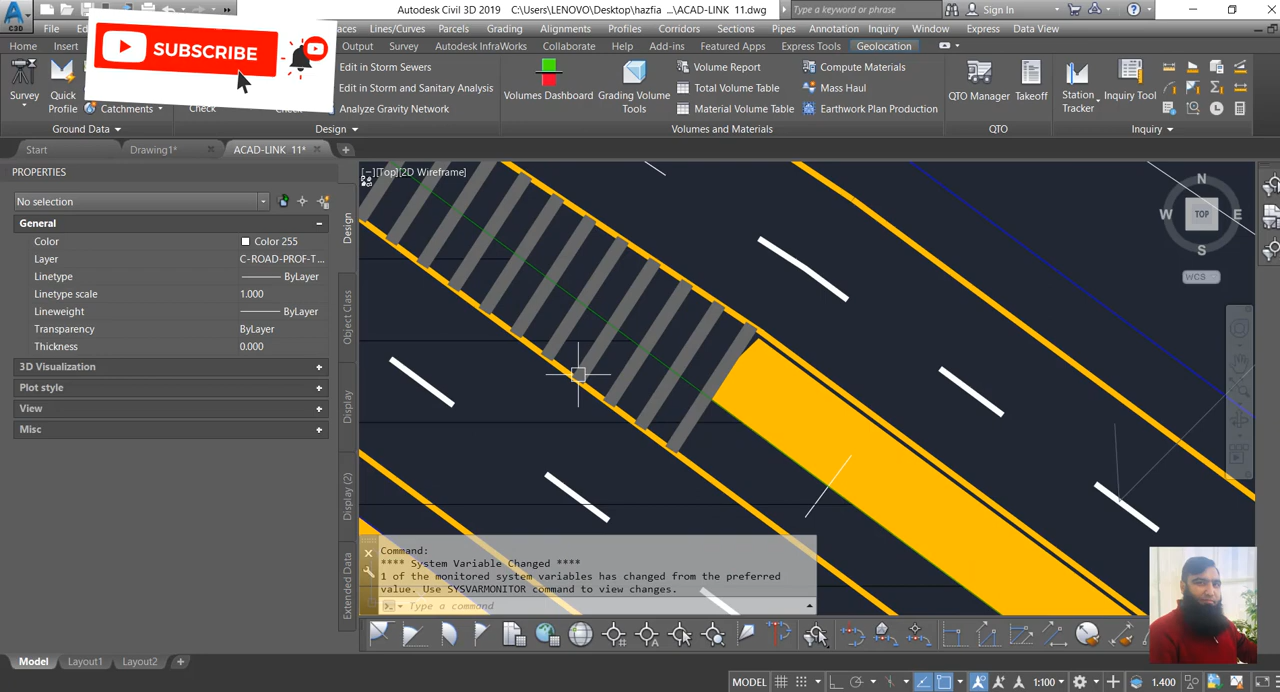 Autodesk Civil 3D 2019 C:\Users\LENOVO\Desktop\hazfia ...\ACAD-LINK 11.dwg
Type a keyword or phrase
Sign In
C3D
Lines/Curves Parcels Grading Alignments Profiles Corridors Sections Pipes View Inquiry Window Express Data View
SUBSCRIBE
Home Insert Output Survey Autodesk InfraWorks Collaborate Help Add-ins Featured Apps Express Tools Geolocation
Survey
Quick Profile
Catchments
Check
Edit in Storm Sewers
Edit in Storm and Sanitary Analysis
Analyze Gravity Network
Volumes Dashboard
Grading Volume Tools
Volume Report
Total Volume Table
Material Volume Table
Compute Materials
Mass Haul
Earthwork Plan Production
QTO Manager
Takeoff
Station Tracker
Inquiry Tool
Ground Data Design Volumes and Materials QTO Inquiry
Start Drawing1* ACAD-LINK 11*
PROPERTIES
No selection
General
Color Color 255
Layer C-ROAD-PROF-T ...
Linetype ByLayer
Linetype scale 1.000
Lineweight ByLayer
Transparency ByLayer
Thickness 0.000
3D Visualization
Plot style
View
Misc
Design
Object Class
Display
Display (2)
Extended Data
[−][Top][2D Wireframe]
N
W TOP E
S
WCS
Command:
**** System Variable Changed ****
1 of the monitored system variables has changed from the preferred
value. Use SYSVARMONITOR command to view changes.
Type a command
Model Layout1 Layout2
MODEL 1:100 1.400